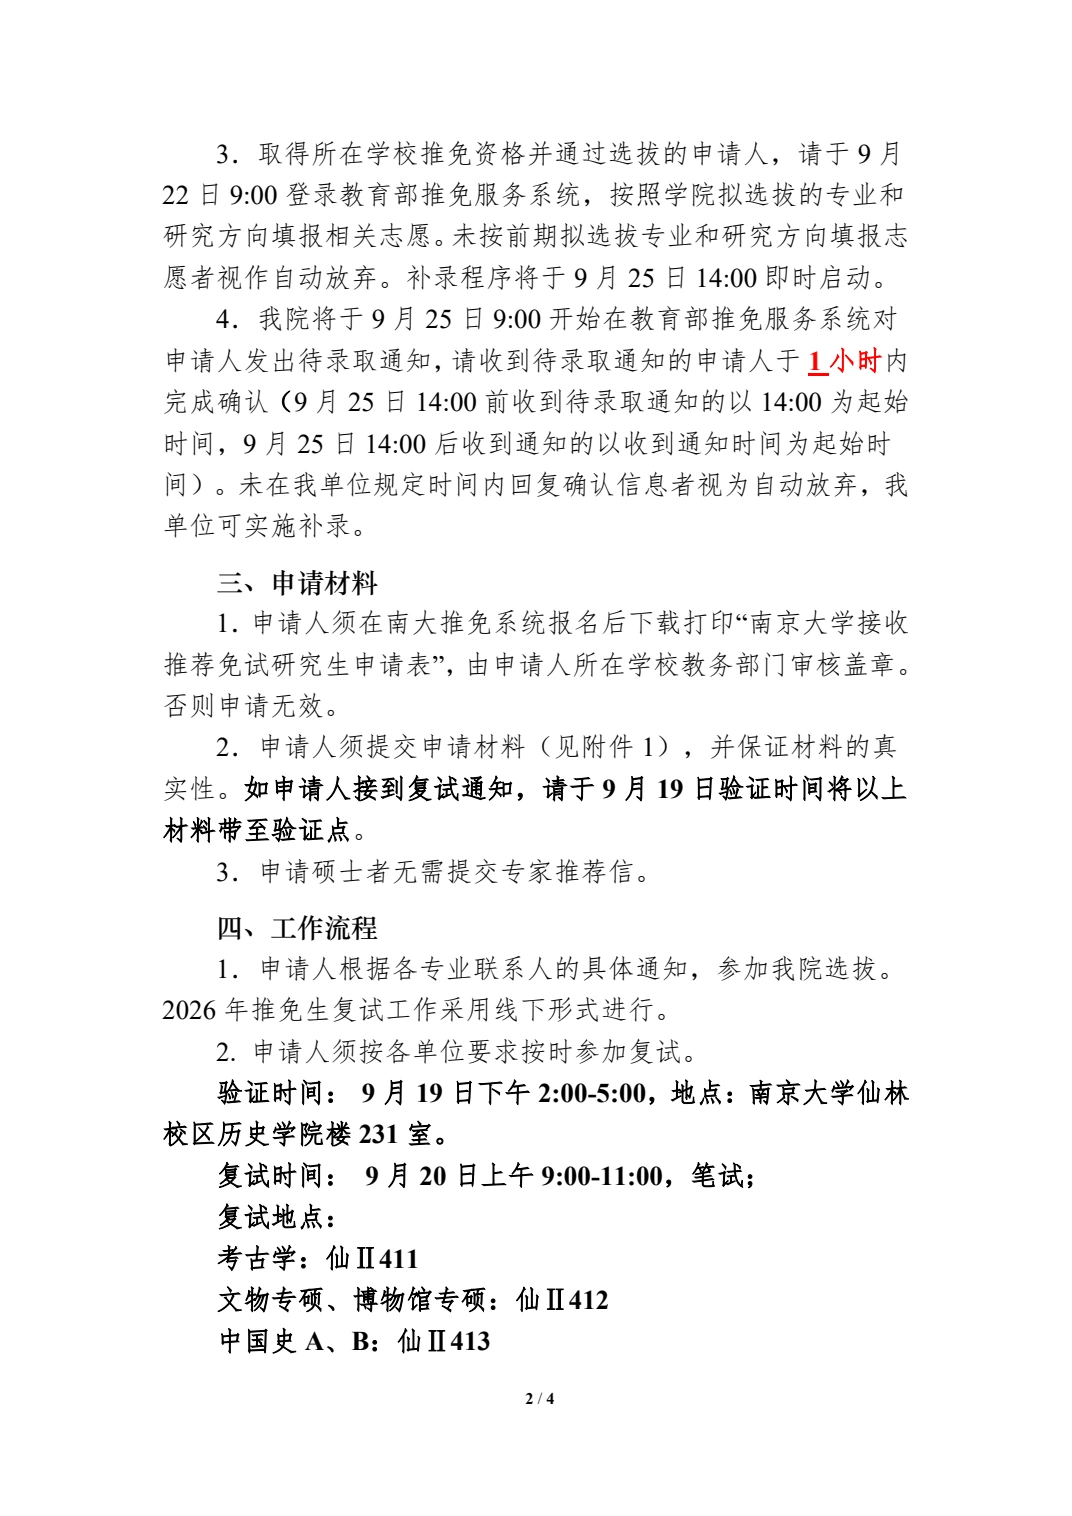 3．取得所在学校推免资格并通过选拔的申请人，请于 9 月
22 日 9:00 登录教育部推免服务系统，按照学院拟选拔的专业和
研究方向填报相关志愿。未按前期拟选拔专业和研究方向填报志
愿者视作自动放弃。补录程序将于 9 月 25 日 14:00 即时启动。
4．我院将于 9 月 25 日 9:00 开始在教育部推免服务系统对
申请人发出待录取通知，请收到待录取通知的申请人于 1 小时内
完成确认（9 月 25 日 14:00 前收到待录取通知的以 14:00 为起始
时间，9 月 25 日 14:00 后收到通知的以收到通知时间为起始时
间）。未在我单位规定时间内回复确认信息者视为自动放弃，我
单位可实施补录。
三、申请材料
1. 申请人须在南大推免系统报名后下载打印“南京大学接收
推荐免试研究生申请表”，由申请人所在学校教务部门审核盖章。
否则申请无效。
2．申请人须提交申请材料（见附件 1），并保证材料的真
实性。如申请人接到复试通知，请于 9 月 19 日验证时间将以上
材料带至验证点。
3．申请硕士者无需提交专家推荐信。
四、工作流程
1．申请人根据各专业联系人的具体通知，参加我院选拔。
2026 年推免生复试工作采用线下形式进行。
2. 申请人须按各单位要求按时参加复试。
验证时间： 9 月 19 日下午 2:00-5:00，地点：南京大学仙林
校区历史学院楼 231 室。
复试时间： 9 月 20 日上午 9:00-11:00，笔试；
复试地点：
考古学：仙Ⅱ411
文物专硕、博物馆专硕：仙Ⅱ412
中国史 A、B：仙Ⅱ413
2 / 4